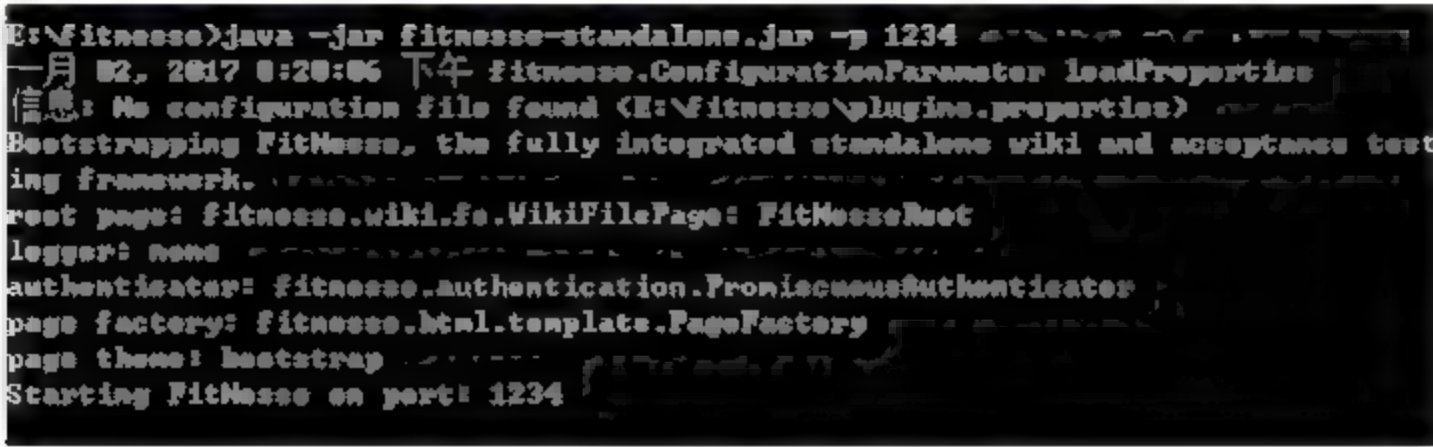 E:\fitnesse>java -jar fitnesse-standalone.jar -p 1234
一月 02, 2017 8:20:06 下午 fitnesse.ConfigurationParameter loadProperties
信息: No configuration file found (E:\fitnesse\plugins.properties)
Bootstrapping FitNesse, the fully integrated standalone wiki and acceptance test
ing framework.
root page: fitnesse.wiki.fs.WikiFilePage: FitNesseRoot
logger: none
authenticator: fitnesse.authentication.PromiscuousAuthenticator
page factory: fitnesse.html.template.PageFactory
page theme: bootstrap
Starting FitNesse on port: 1234